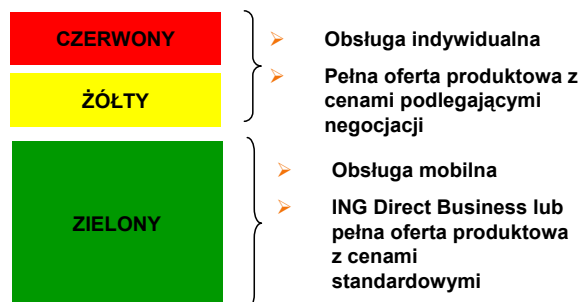 CZERWONY
ŻÓŁTY
Obsługa indywidualna
Pełna oferta produktowa z
cenami podlegającymi
negocjacji
ZIELONY
Obsługa mobilna
ING Direct Business lub
pełna oferta produktowa
z cenami
standardowymi